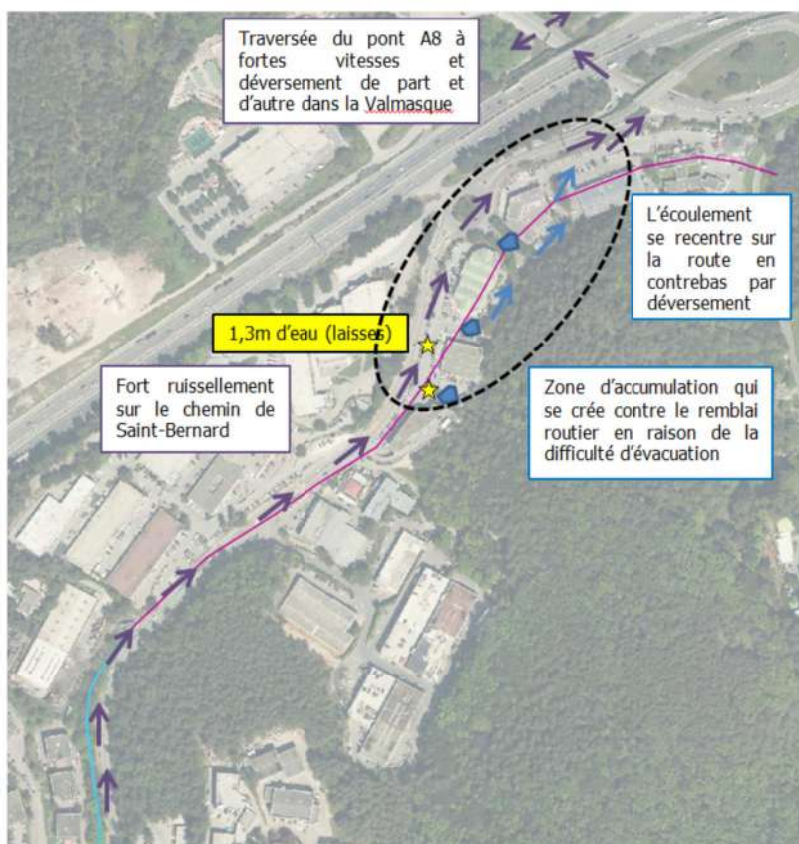 Traversée du pont A8 à
fortes vitesses et
déversement de part et
d'autre dans la Valmasque
L'écoulement
se recentre sur
la route en
contrebas par
déversement
1,3m d'eau (laisses)
Fort ruissellement
sur le chemin de
Saint-Bernard
Zone d'accumulation qui
se crée contre le remblai
routier en raison de la
difficulté d'évacuation